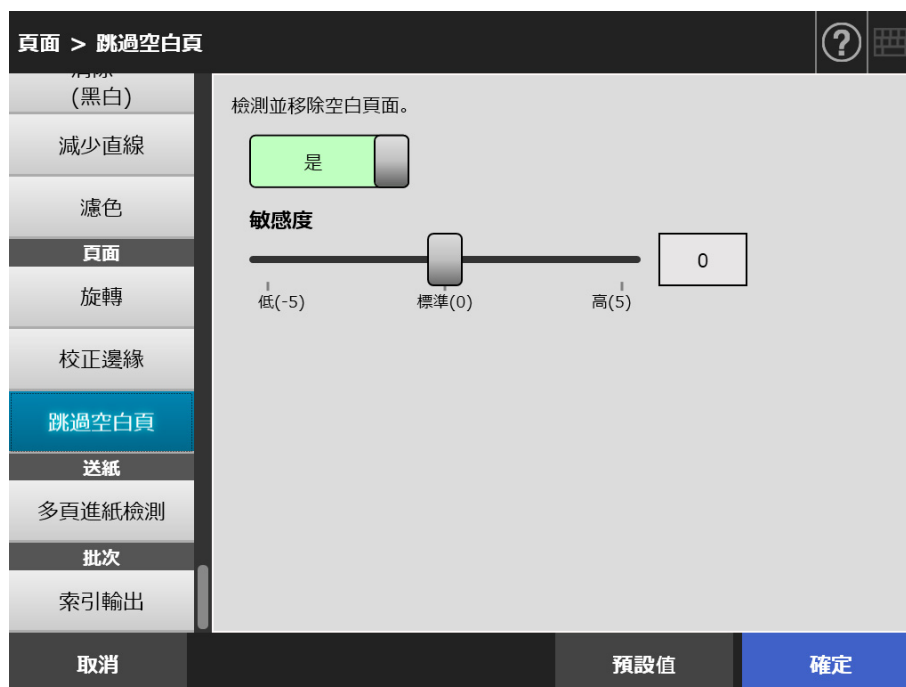 頁面 > 跳過空白頁
?
(黑白)
減少直線
濾色
頁面
旋轉
校正邊緣
跳過空白頁
送紙
多頁進紙檢測
批次
索引輸出
檢測並移除空白頁面。
是
敏感度
0
低(-5) 標準(0) 高(5)
取消 預設值 確定